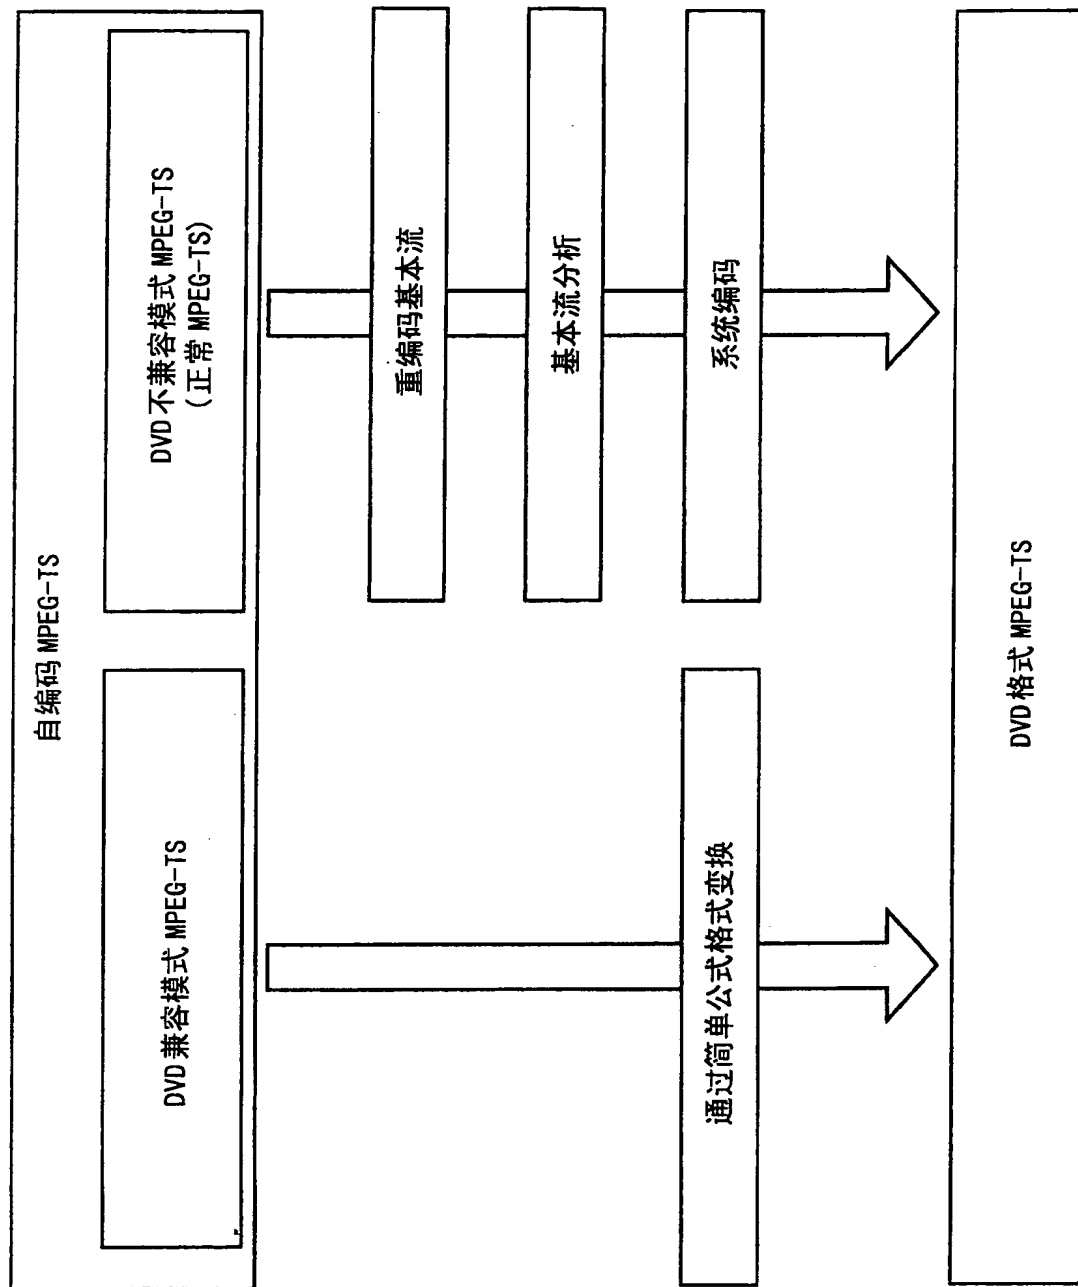 自编码 MPEG-TS
DVD 兼容模式 MPEG-TS
DVD 不兼容模式 MPEG-TS
(正常 MPEG-TS)
重编码基本流
基本流分析
通过简单公式格式变换
系统编码
DVD 格式 MPEG-TS